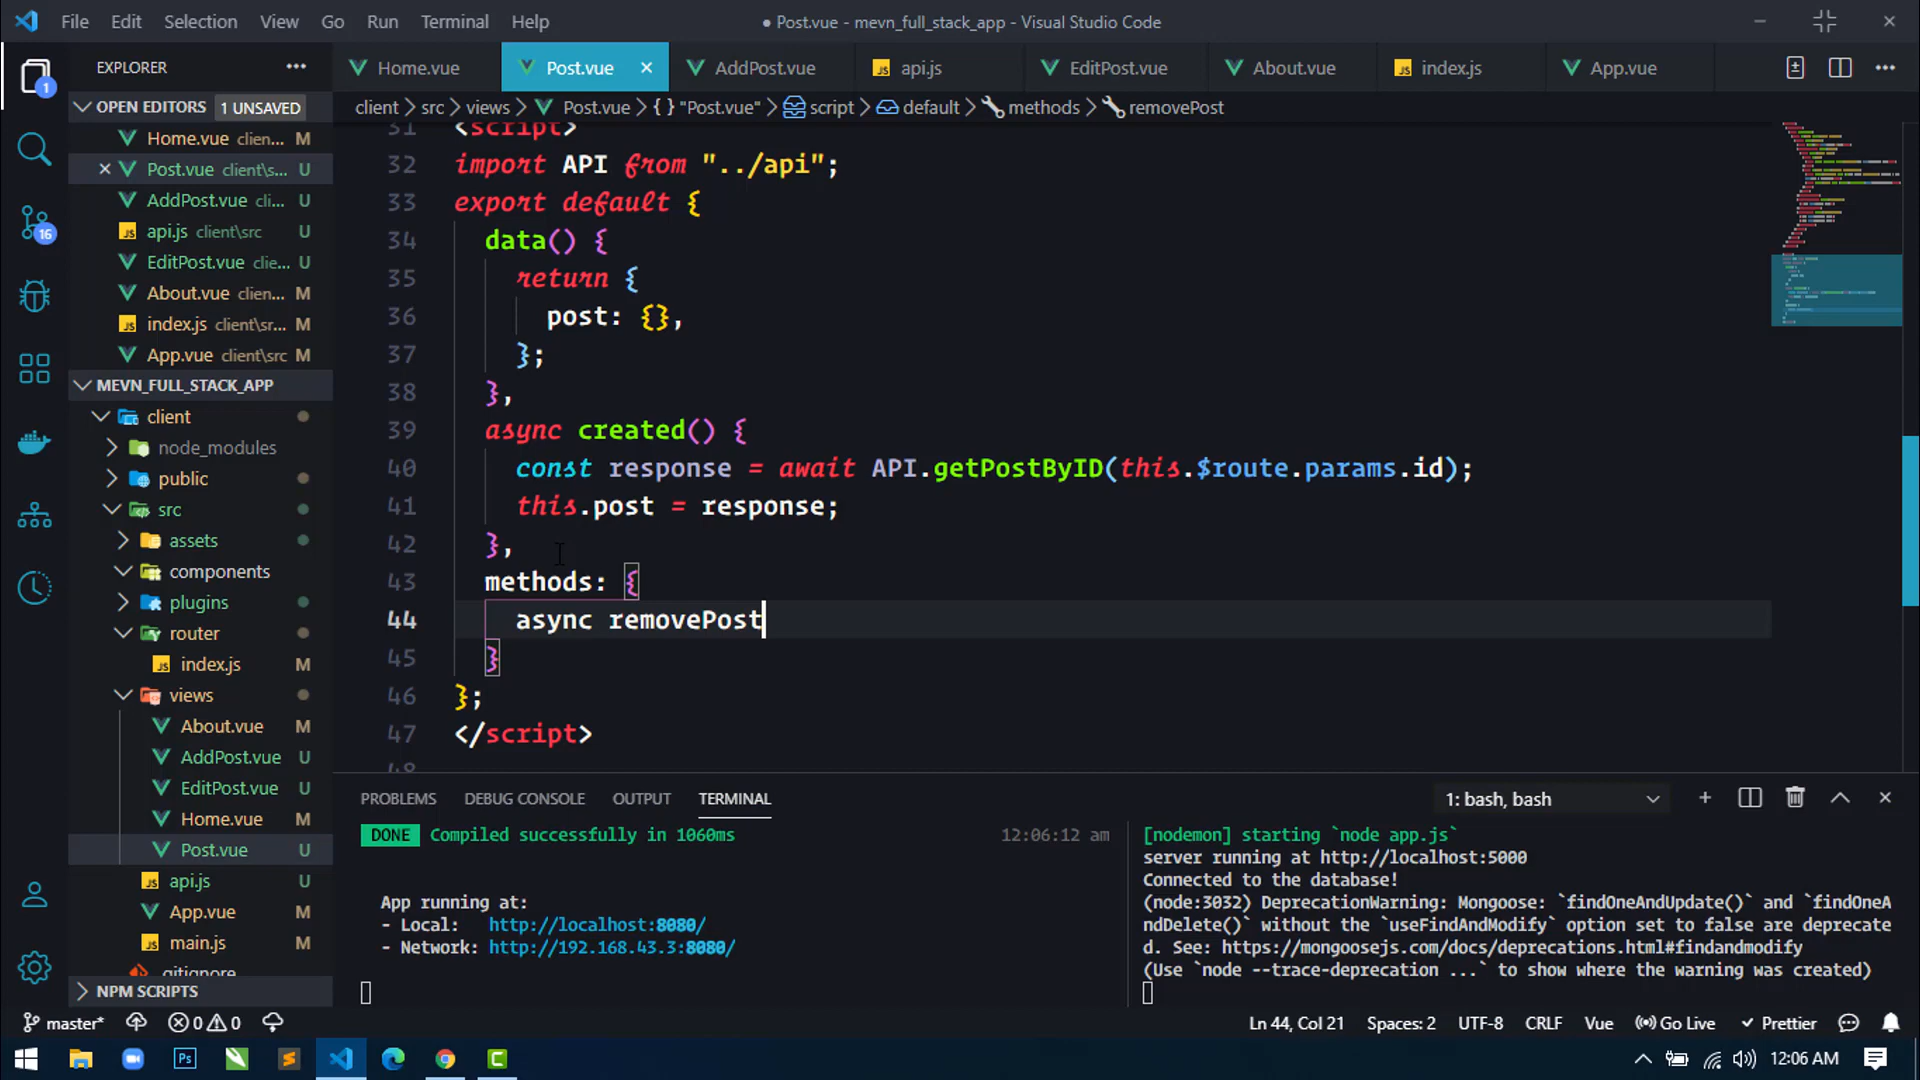 File Edit Selection View Go Run Terminal Help
● Post.vue - mevn_full_stack_app - Visual Studio Code
EXPLORER
Home.vue
Post.vue
AddPost.vue
api.js
EditPost.vue
About.vue
index.js
App.vue
OPEN EDITORS 1 UNSAVED
client > src > views > Post.vue > {} "Post.vue" > script > default > methods > removePost
Home.vue clien... M
Post.vue client\s... U
AddPost.vue cli... U
api.js client\src U
EditPost.vue clie... U
About.vue clien... M
index.js client\sr... M
App.vue client\src M
MEVN_FULL_STACK_APP
client
node_modules
public
src
assets
components
plugins
router
index.js M
views
About.vue M
AddPost.vue U
EditPost.vue U
Home.vue M
Post.vue U
api.js U
App.vue M
main.js M
.gitignore
NPM SCRIPTS
1
16
31 <script>
32 import API from "../api";
33 export default {
34 data() {
35 return {
36 post: {},
37 };
38 },
39 async created() {
40 const response = await API.getPostByID(this.$route.params.id);
41 this.post = response;
42 },
43 methods: {
44 async removePost
45 }
46 };
47 </script>
48
PROBLEMS DEBUG CONSOLE OUTPUT TERMINAL
1: bash, bash
DONE Compiled successfully in 1060ms 12:06:12 am
App running at:
- Local: http://localhost:8080/
- Network: http://192.168.43.3:8080/
[nodemon] starting `node app.js`
server running at http://localhost:5000
Connected to the database!
(node:3032) DeprecationWarning: Mongoose: `findOneAndUpdate()` and `findOneA
ndDelete()` without the `useFindAndModify` option set to false are deprecate
d. See: https://mongoosejs.com/docs/deprecations.html#findandmodify
(Use `node --trace-deprecation ...` to show where the warning was created)
master* 0 0
Ln 44, Col 21 Spaces: 2 UTF-8 CRLF Vue Go Live Prettier
Ps
C
12:06 AM